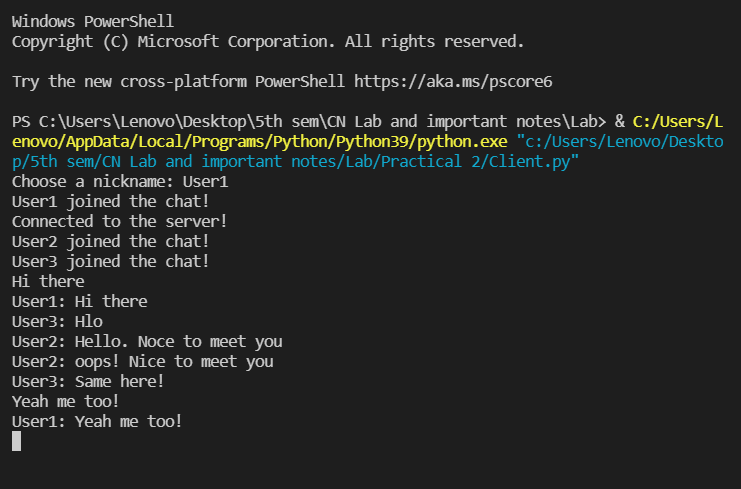 Windows PowerShell
Copyright (C) Microsoft Corporation. All rights reserved.
Try the new cross-platform PowerShell https://aka.ms/pscore6
PS C:\Users\Lenovo\Desktop\5th sem\CN Lab and important notes\Lab> & C:/Users/L
enovo/AppData/Local/Programs/Python/Python39/python.exe "c:/Users/Lenovo/Deskto
p/5th sem/CN Lab and important notes/Lab/Practical 2/Client.py"
Choose a nickname: User1
User1 joined the chat!
Connected to the server!
User2 joined the chat!
User3 joined the chat!
Hi there
User1: Hi there
User3: Hlo
User2: Hello. Noce to meet you
User2: oops! Nice to meet you
User3: Same here!
Yeah me too!
User1: Yeah me too!